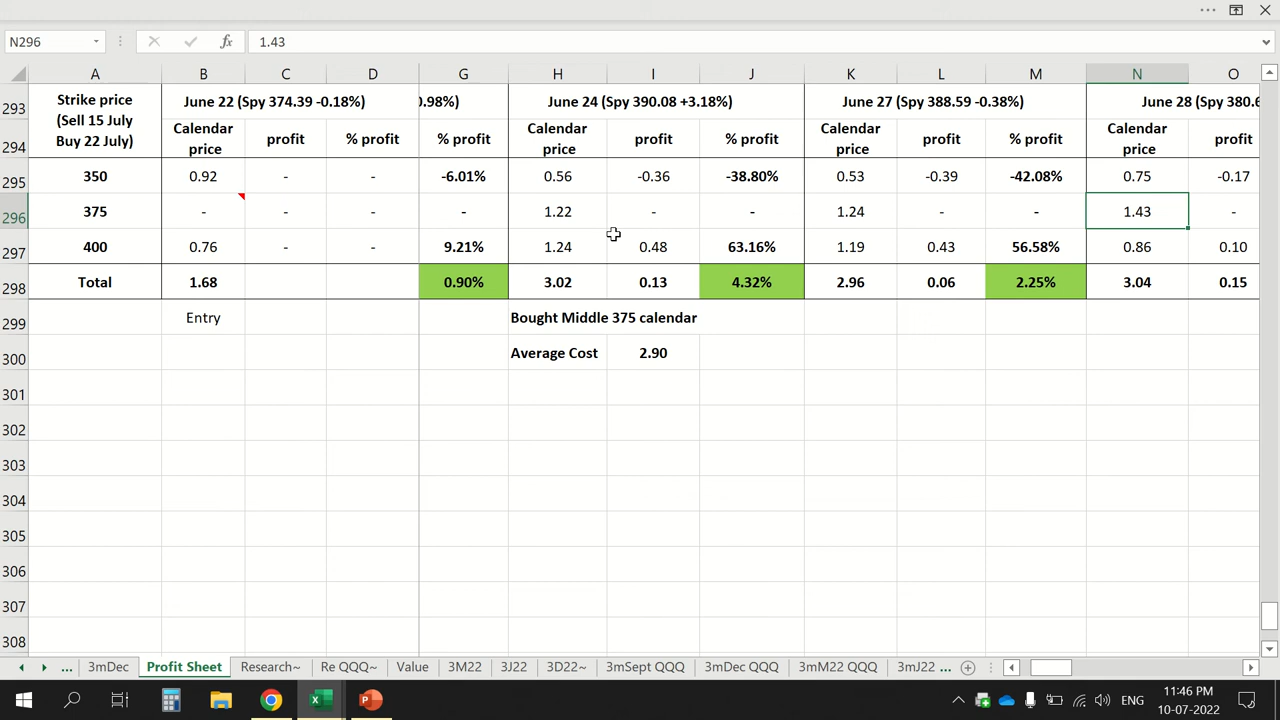 N296 fx 1.43
A B C D G H I J K L M N O
293 Strike price (Sell 15 July Buy 22 July) June 22 (Spy 374.39 -0.18%) 0.98%) June 24 (Spy 390.08 +3.18%) June 27 (Spy 388.59 -0.38%) June 28 (Spy 380.6
294 Calendar price profit % profit % profit Calendar price profit % profit Calendar price profit % profit Calendar price profit
295 350 0.92 - - -6.01% 0.56 -0.36 -38.80% 0.53 -0.39 -42.08% 0.75 -0.17
296 375 - - - - 1.22 - - 1.24 - - 1.43 -
297 400 0.76 - - 9.21% 1.24 0.48 63.16% 1.19 0.43 56.58% 0.86 0.10
298 Total 1.68 0.90% 3.02 0.13 4.32% 2.96 0.06 2.25% 3.04 0.15
299 Entry Bought Middle 375 calendar
300 Average Cost 2.90
301
302
303
304
305
306
307
308
... 3mDec Profit Sheet Research~ Re QQQ~ Value 3M22 3J22 3D22~ 3mSept QQQ 3mDec QQQ 3mM22 QQQ 3mJ22 ...
ENG 11:46 PM
10-07-2022